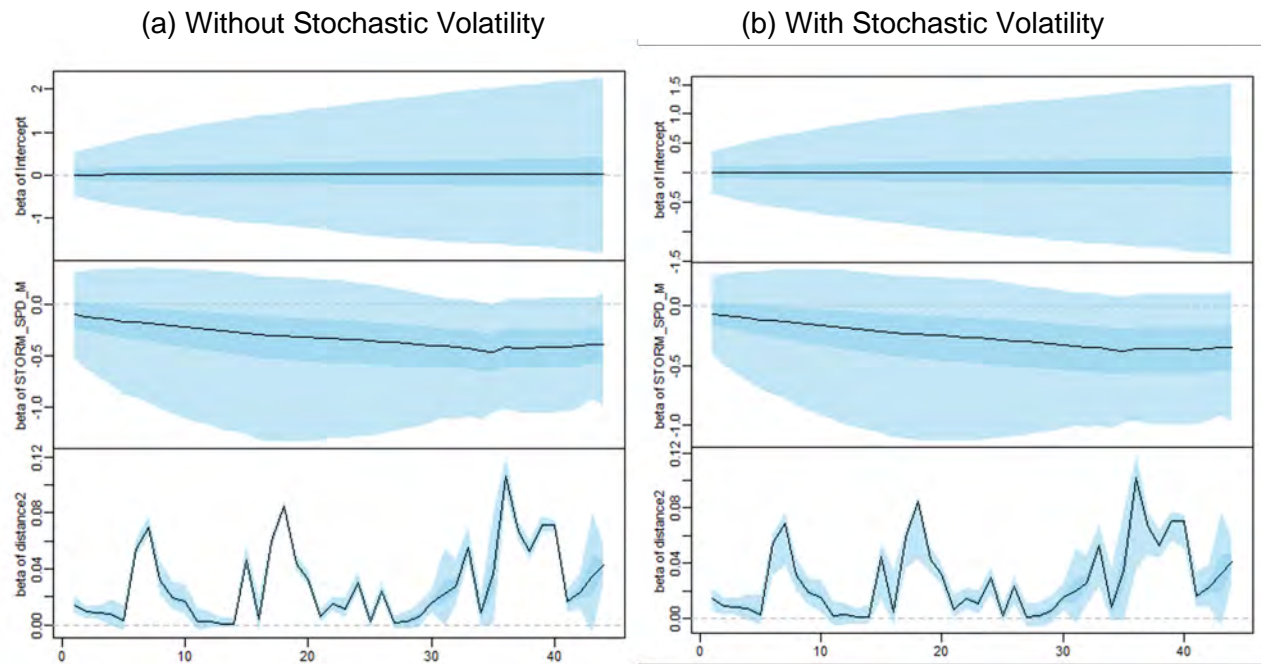 (a) Without Stochastic Volatility
(b) With Stochastic Volatility
beta of Intercept
2
1
0
-1
beta of STORM_SPD_M
0.0
-0.5
-1.0
beta of distance2
0.12
0.08
0.04
0.00
0 10 20 30 40
beta of Intercept
1.5
1.0
0.5
-0.5
-1.5
beta of STORM_SPD_M
0.0
-0.5
-1.0
beta of distance2
0.12
0.08
0.04
0.00
0 10 20 30 40